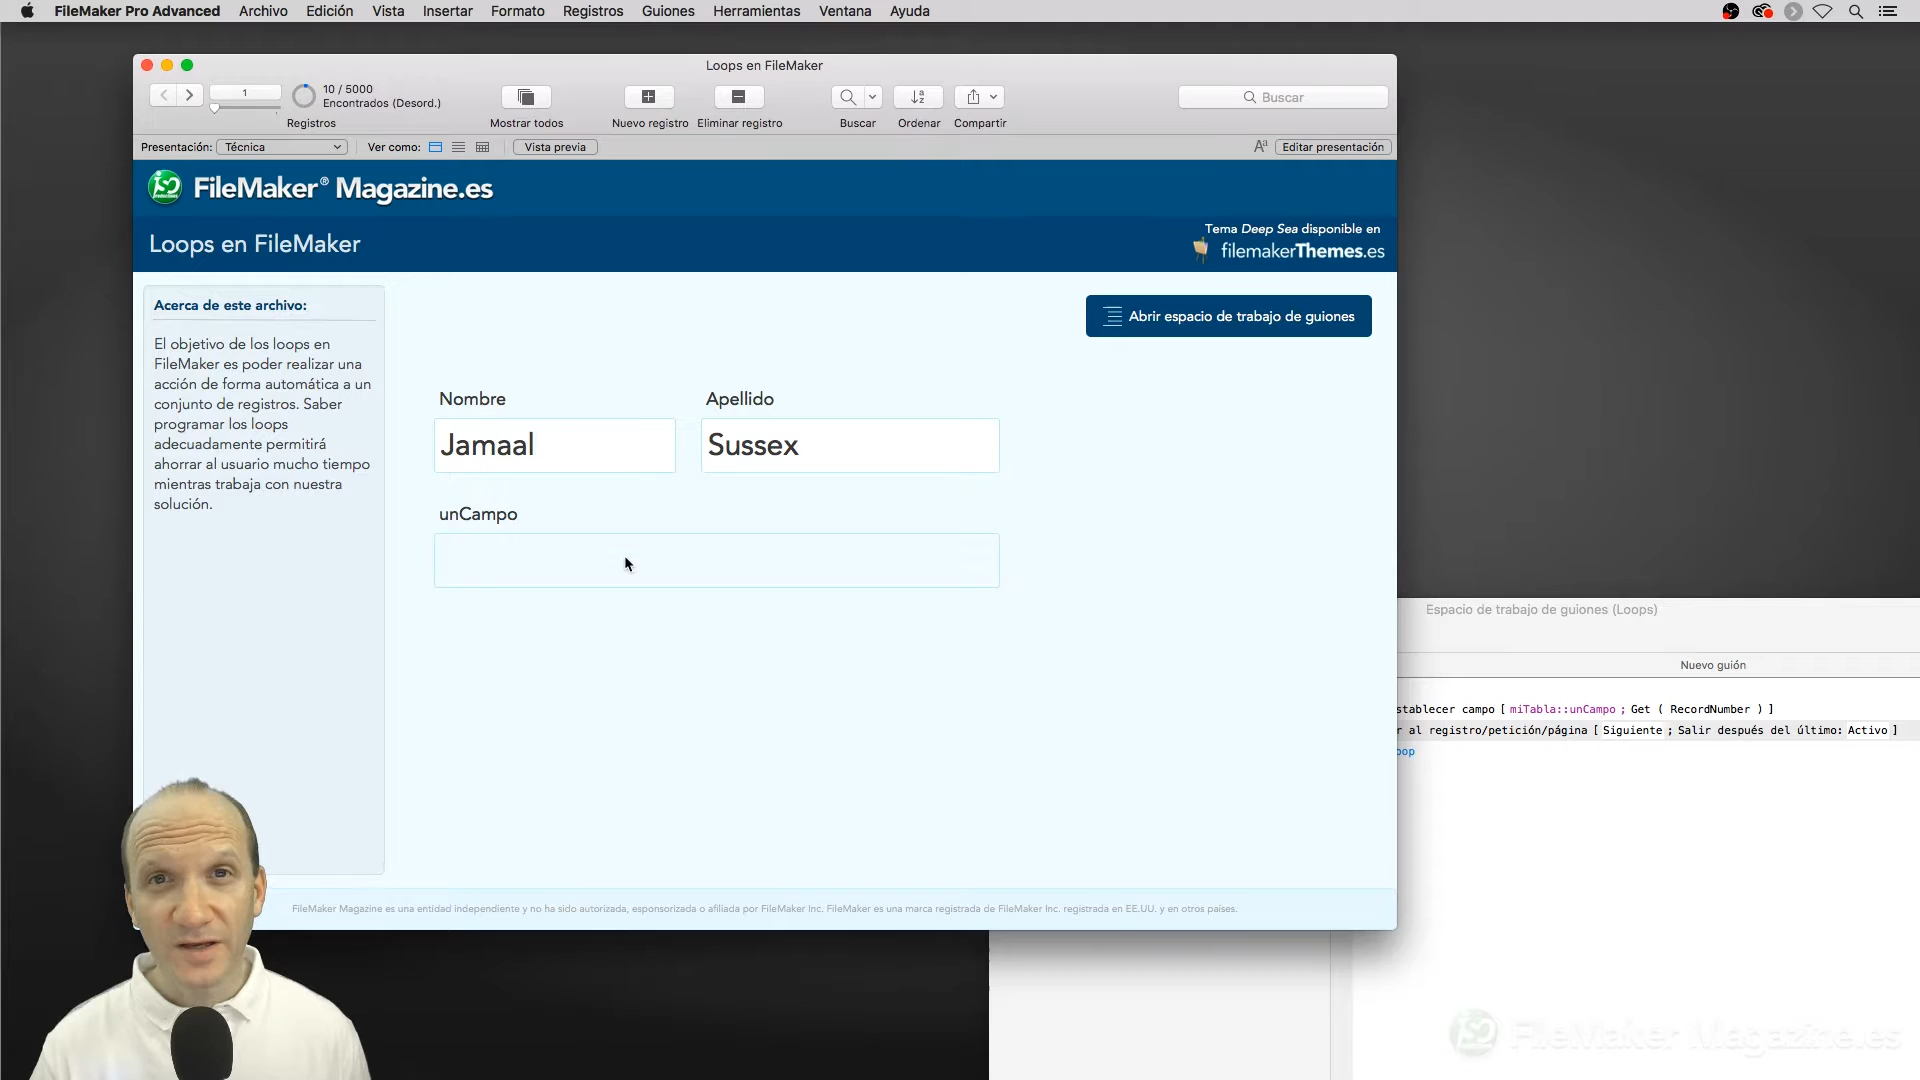 FileMaker Pro Advanced Archivo Edición Vista Insertar Formato Registros Guiones Herramientas Ventana Ayuda
Loops en FileMaker
1
10 / 5000
Encontrados (Desord.)
Registros
Mostrar todos
Nuevo registro
Eliminar registro
Buscar
Ordenar
Compartir
Buscar
Presentación: Técnica
Ver como:
Vista previa
Aa
Editar presentación
iso
FileMaker® Magazine.es
Loops en FileMaker
Tema Deep Sea disponible en
filemakerThemes.es
Acerca de este archivo:
El objetivo de los loops en
FileMaker es poder realizar una
acción de forma automática a un
conjunto de registros. Saber
programar los loops
adecuadamente permitirá
ahorrar al usuario mucho tiempo
mientras trabaja con nuestra
solución.
Abrir espacio de trabajo de guiones
Nombre
Apellido
Jamaal
Sussex
unCampo
FileMaker Magazine es una entidad independiente y no ha sido autorizada, esponsorizada o afiliada por FileMaker Inc. FileMaker es una marca registrada de FileMaker Inc. registrada en EE.UU. y en otros países.
Espacio de trabajo de guiones (Loops)
Nuevo guión
stablecer campo [ miTabla::unCampo ; Get ( RecordNumber ) ]
r al registro/petición/página [ Siguiente ; Salir después del último: Activo ]
oop
iso FileMaker Magazine.es